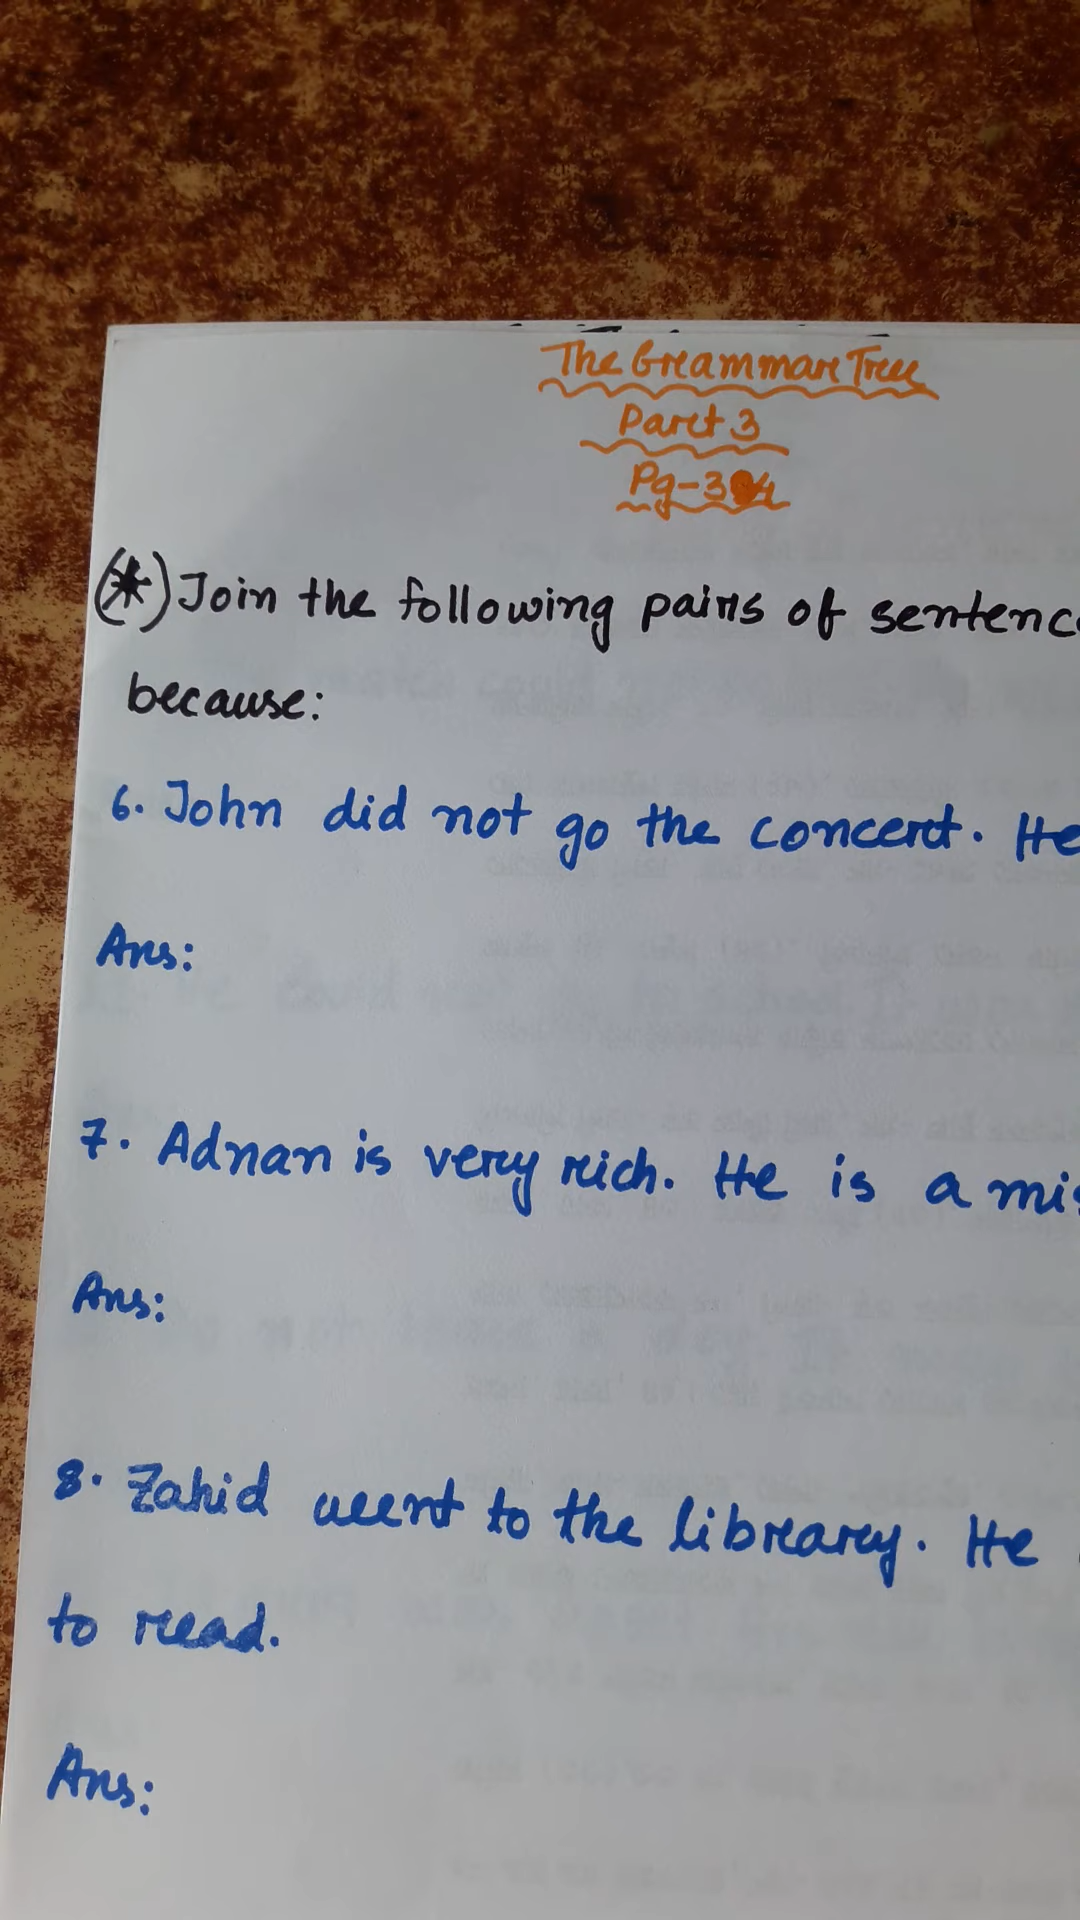 The Grammar Tree
Part 3
Pg-304
(*) Join the following pairs of
because:
6. John did not go the concert. He
Ans:
7. Adnan is very rich. He is a
Ans:
8. Zahid went to the library. He
to read.
Ans: